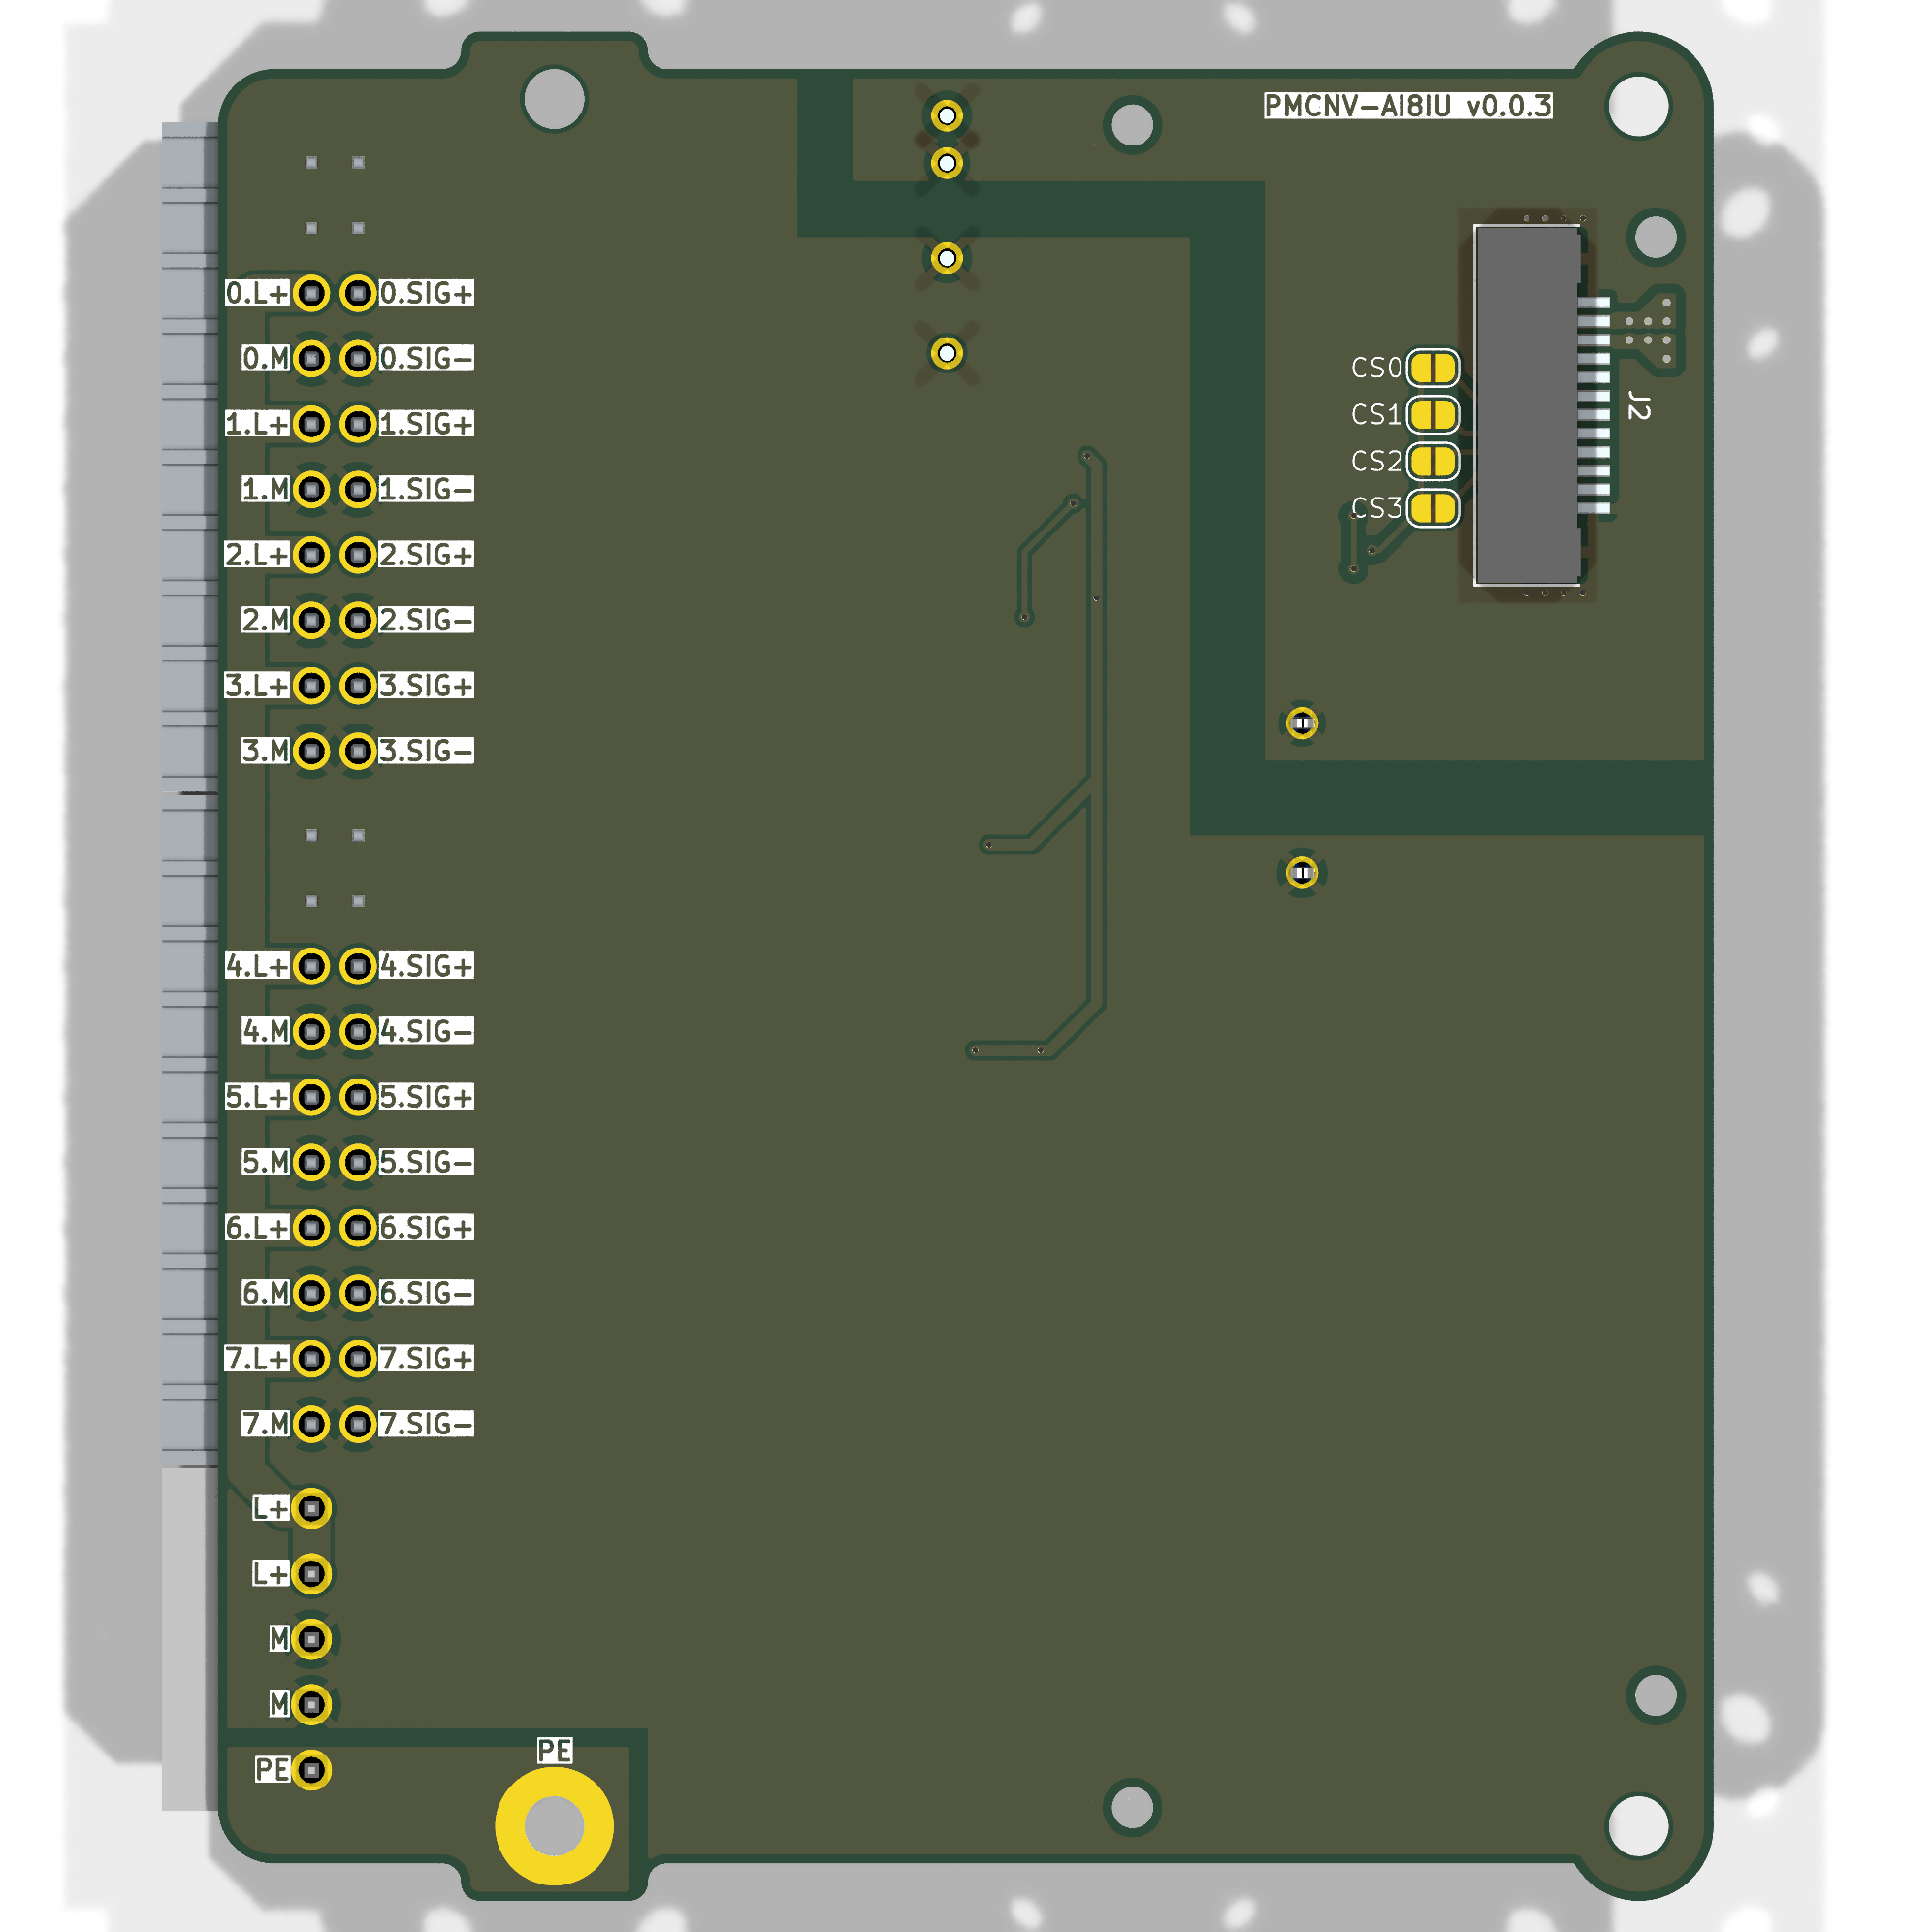 PMCNV-AI8IU v0.0.3
0.L+ 0.SIG+
0.M 0.SIG-
CS0
J2
1.L+ 1.SIG+
CS1
CS2
1.M 1.SIG-
CS3
2.L+ 2.SIG+
2.M 2.SIG-
3.L+ 3.SIG+
3.M 3.SIG-
4.L+ 4.SIG+
4.M 4.SIG-
5.L+ 5.SIG+
5.M 5.SIG-
6.L+ 6.SIG+
6.M 6.SIG-
7.L+ 7.SIG+
7.M 7.SIG-
L+
L+
M
M
PE
PE